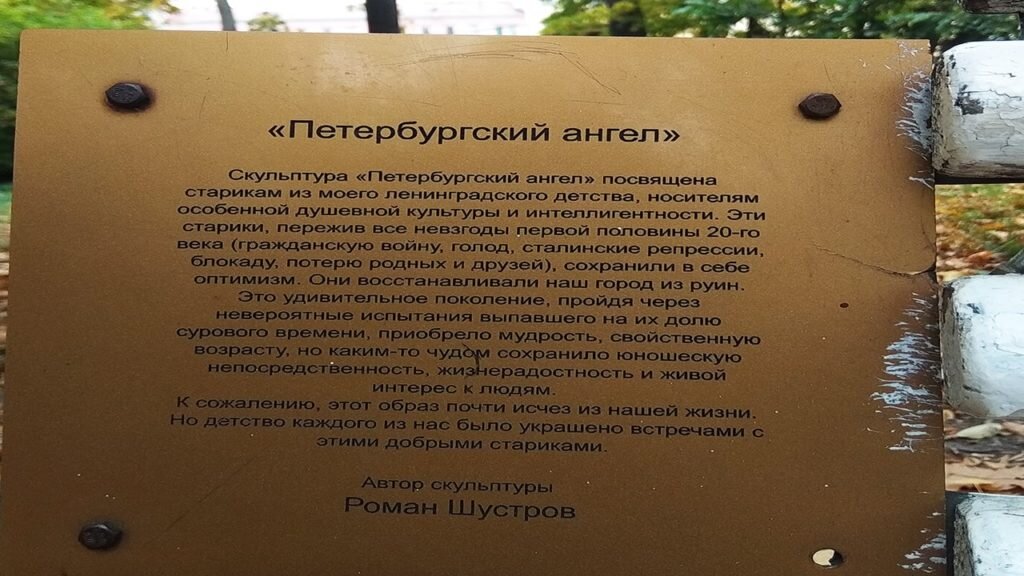 «Петербургский ангел»
Скульптура «Петербургский ангел» посвящена
старикам из моего ленинградского детства, носителям
особенной душевной культуры и интеллигентности. Эти
старики, пережив все невзгоды первой половины 20-го
века (гражданскую войну, голод, сталинские репрессии,
блокаду, потерю родных и друзей), сохранили в себе
оптимизм. Они восстанавливали наш город из руин.
Это удивительное поколение, пройдя через
невероятные испытания выпавшего на их долю
сурового времени, приобрело мудрость, свойственную
возрасту, но каким-то чудом сохранило юношескую
непосредственность, жизнерадостность и живой
интерес к людям.
К сожалению, этот образ почти исчез из нашей жизни.
Но детство каждого из нас было украшено встречами с
этими добрыми стариками.
Автор скульптуры
Роман Шустров